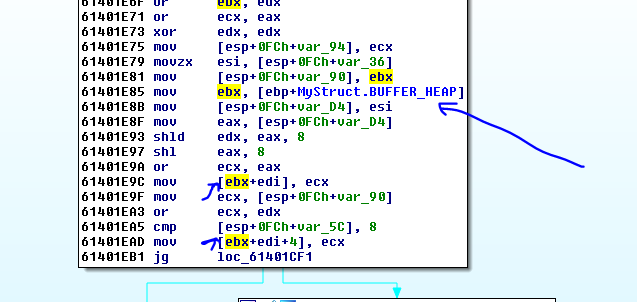 61401E6F or ebx, edi
61401E71 or ecx, eax
61401E73 xor edx, edx
61401E75 mov [esp+0FCh+var_94], ecx
61401E79 movzx esi, [esp+0FCh+var_36]
61401E81 mov [esp+0FCh+var_90], ebx
61401E85 mov ebx, [ebp+MyStruct.BUFFER_HEAP]
61401E8B mov [esp+0FCh+var_D4], esi
61401E8F mov eax, [esp+0FCh+var_D4]
61401E93 shld edx, eax, 8
61401E97 shl eax, 8
61401E9A or ecx, eax
61401E9C mov [ebx+edi], ecx
61401E9F mov ecx, [esp+0FCh+var_90]
61401EA3 or ecx, edx
61401EA5 cmp [esp+0FCh+var_5C], 8
61401EAD mov [ebx+edi+4], ecx
61401EB1 jg loc_61401CF1